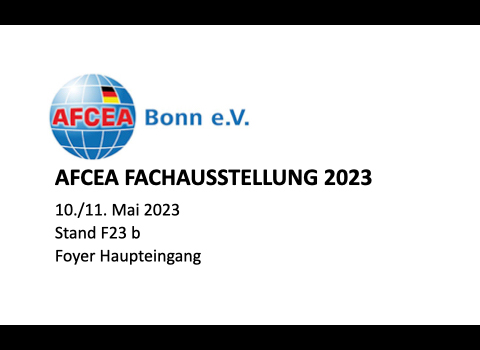 AFCEA Bonn e.V.
AFCEA FACHAUSSTELLUNG 2023
10./11. Mai 2023
Stand F23 b
Foyer Haupteingang